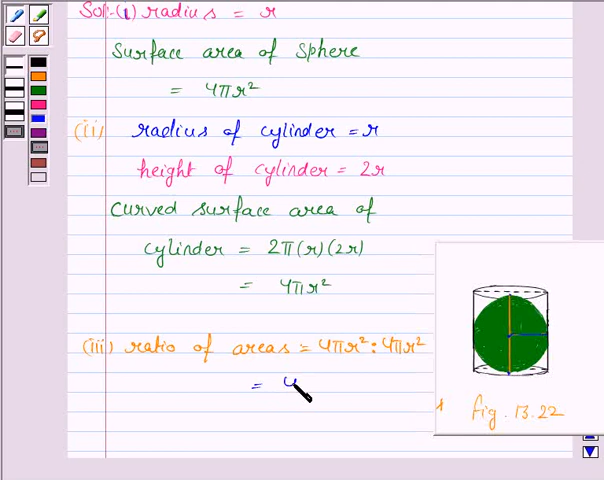 Sol:-(1) radius = r
Surface area of sphere
= 4πr²
(ii) radius of cylinder = r
height of cylinder = 2r
Curved surface area of
cylinder = 2π(r)(2r)
= 4πr²
(iii) ratio of areas = 4πr² : 4πr²
= 4
fig. 13.22